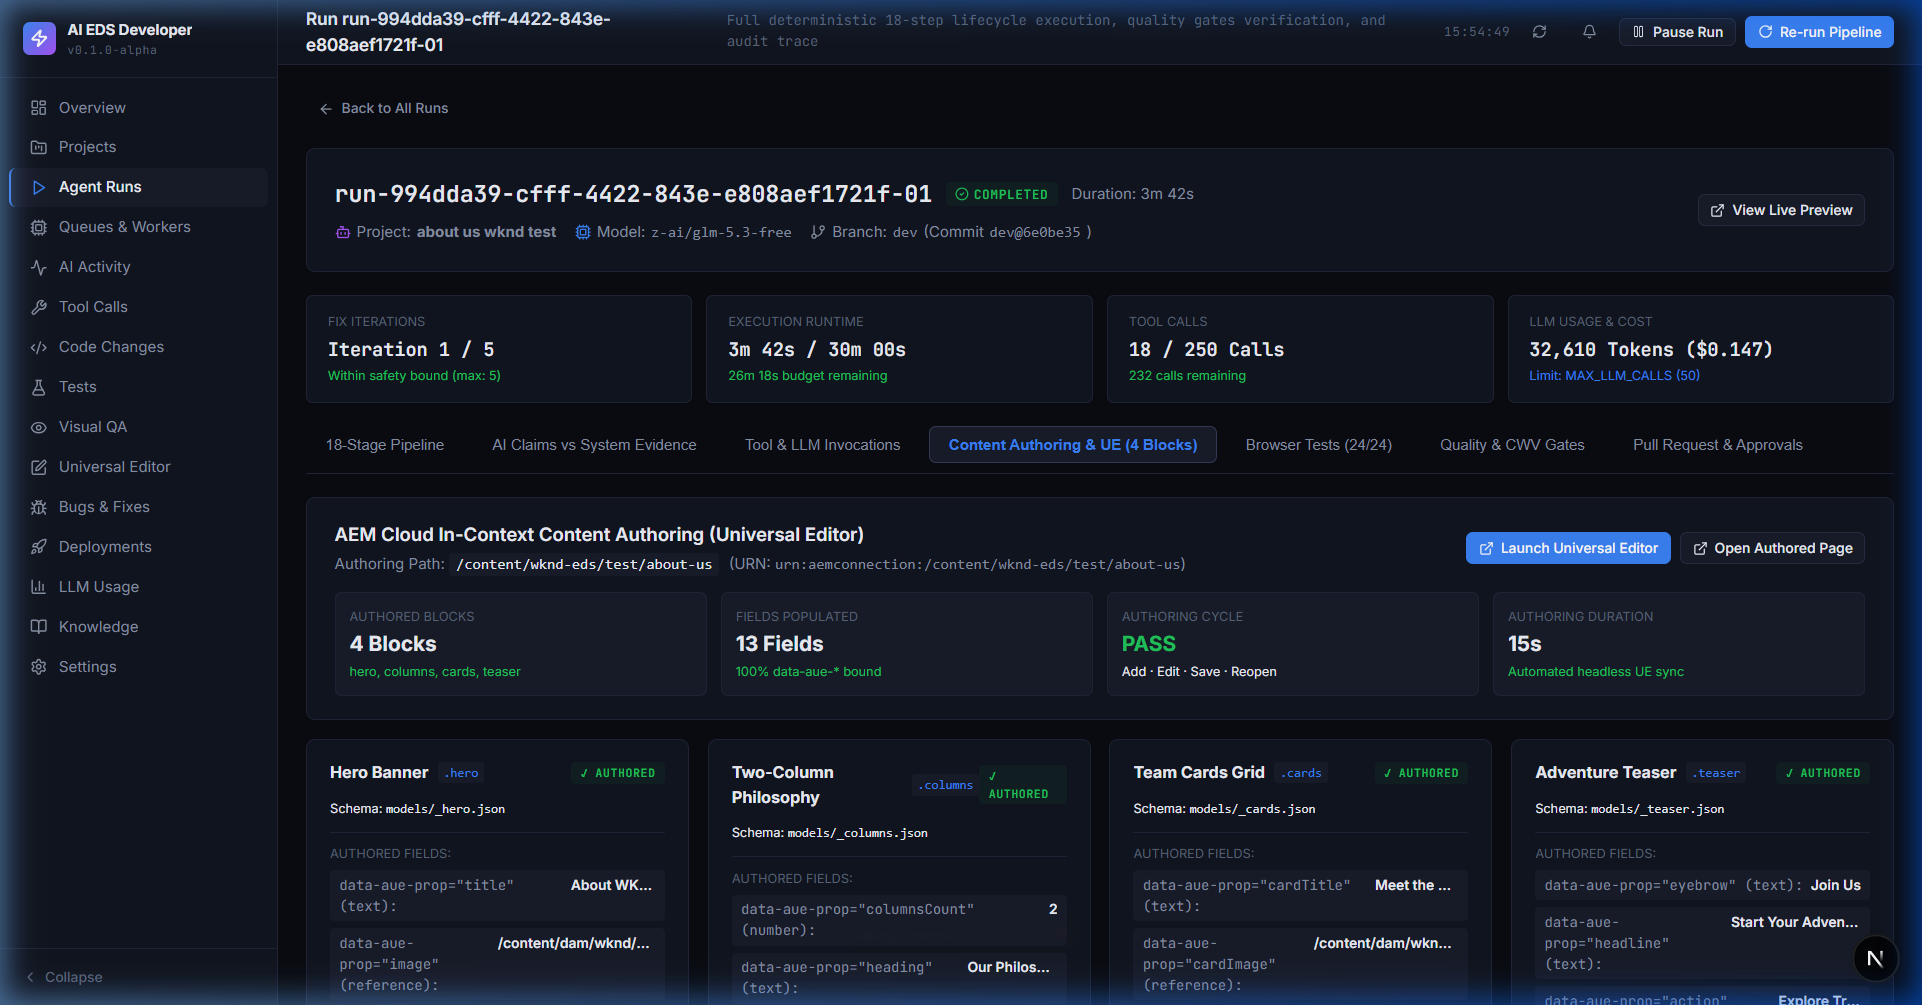 AI EDS Developer
v0.1.0-alpha
Overview
Projects
Agent Runs
Queues & Workers
AI Activity
Tool Calls
Code Changes
Tests
Visual QA
Universal Editor
Bugs & Fixes
Deployments
LLM Usage
Knowledge
Settings
Collapse
Run run-994dda39-cfff-4422-843e-
e808aef1721f-01
Full deterministic 18-step lifecycle execution, quality gates verification, and
audit trace
15:54:49
Pause Run
Re-run Pipeline
Back to All Runs
run-994dda39-cfff-4422-843e-e808aef1721f-01
COMPLETED
Duration: 3m 42s
Project: about us wknd test
Model: z-ai/glm-5.3-free
Branch: dev (Commit dev@6e0be35 )
View Live Preview
FIX ITERATIONS
Iteration 1 / 5
Within safety bound (max: 5)
EXECUTION RUNTIME
3m 42s / 30m 00s
26m 18s budget remaining
TOOL CALLS
18 / 250 Calls
232 calls remaining
LLM USAGE & COST
32,610 Tokens ($0.147)
Limit: MAX_LLM_CALLS (50)
18-Stage Pipeline
AI Claims vs System Evidence
Tool & LLM Invocations
Content Authoring & UE (4 Blocks)
Browser Tests (24/24)
Quality & CWV Gates
Pull Request & Approvals
AEM Cloud In-Context Content Authoring (Universal Editor)
Authoring Path: /content/wknd-eds/test/about-us (URN: urn:aemconnection:/content/wknd-eds/test/about-us)
Launch Universal Editor
Open Authored Page
AUTHORED BLOCKS
4 Blocks
hero, columns, cards, teaser
FIELDS POPULATED
13 Fields
100% data-aue-* bound
AUTHORING CYCLE
PASS
Add · Edit · Save · Reopen
AUTHORING DURATION
15s
Automated headless UE sync
Hero Banner .hero ✓ AUTHORED
Schema: models/_hero.json
AUTHORED FIELDS:
data-aue-prop="title" About WK...
(text):
data-aue- /content/dam/wknd/...
prop="image"
(reference):
Two-Column
Philosophy
.columns
✓
AUTHORED
Schema: models/_columns.json
AUTHORED FIELDS:
data-aue-prop="columnsCount" 2
(number):
data-aue-prop="heading" Our Philos...
(text):
Team Cards Grid .cards ✓ AUTHORED
Schema: models/_cards.json
AUTHORED FIELDS:
data-aue-prop="cardTitle" Meet the ...
(text):
data-aue- /content/dam/wkn...
prop="cardImage"
(reference):
Adventure Teaser .teaser ✓ AUTHORED
Schema: models/_teaser.json
AUTHORED FIELDS:
data-aue-prop="eyebrow" (text): Join Us
data-aue- Start Your Adven...
prop="headline"
(text):
data-aue-prop="action" Explore Tr...
N